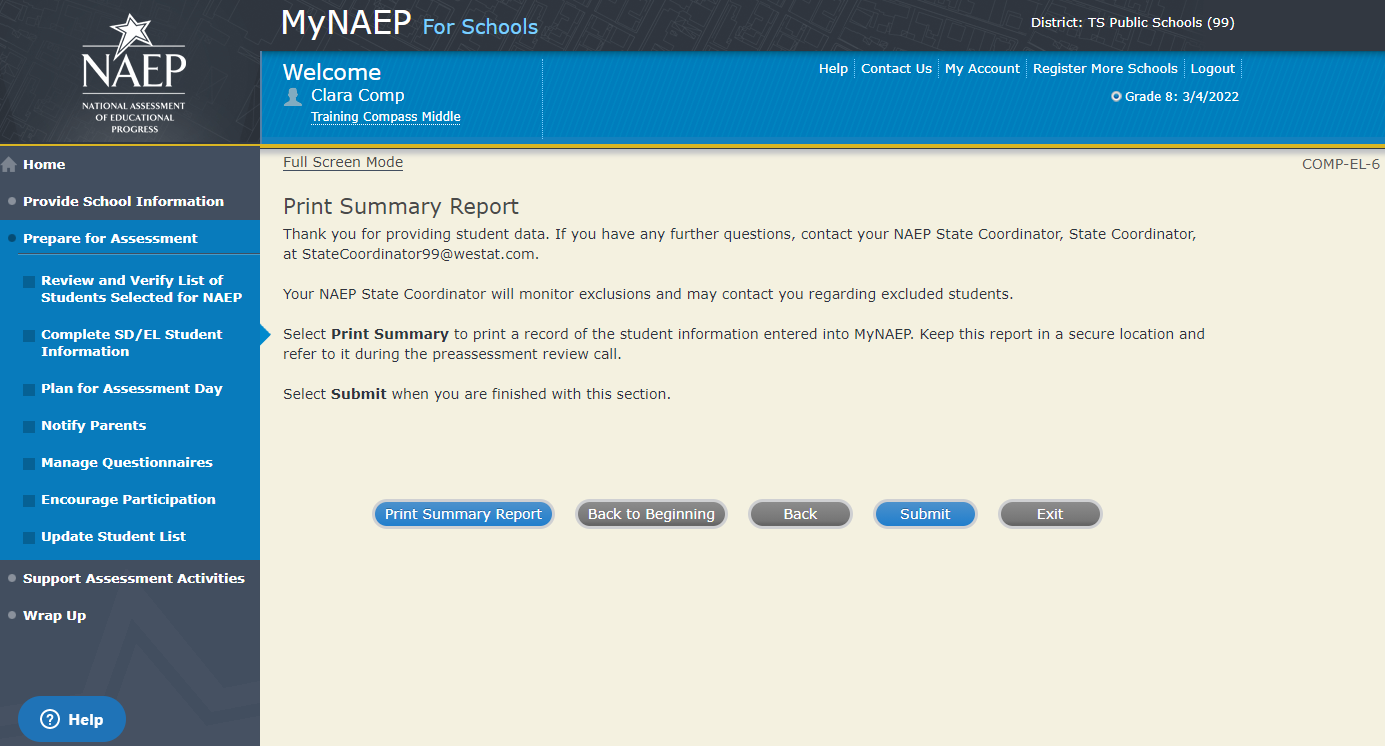 NAEP
NATIONAL ASSESSMENT
OF EDUCATIONAL
PROGRESS
MyNAEP For Schools
District: TS Public Schools (99)
Welcome
Clara Comp
Training Compass Middle
Help
Contact Us
My Account
Register More Schools
Logout
Grade 8: 3/4/2022
Home
Provide School Information
Prepare for Assessment
Review and Verify List of
Students Selected for NAEP
Complete SD/EL Student
Information
Plan for Assessment Day
Notify Parents
Manage Questionnaires
Encourage Participation
Update Student List
Support Assessment Activities
Wrap Up
Help
Full Screen Mode
COMP-EL-6
Print Summary Report
Thank you for providing student data. If you have any further questions, contact your NAEP State Coordinator, State Coordinator,
at StateCoordinator99@westat.com.
Your NAEP State Coordinator will monitor exclusions and may contact you regarding excluded students.
Select Print Summary to print a record of the student information entered into MyNAEP. Keep this report in a secure location and
refer to it during the preassessment review call.
Select Submit when you are finished with this section.
Print Summary Report
Back to Beginning
Back
Submit
Exit